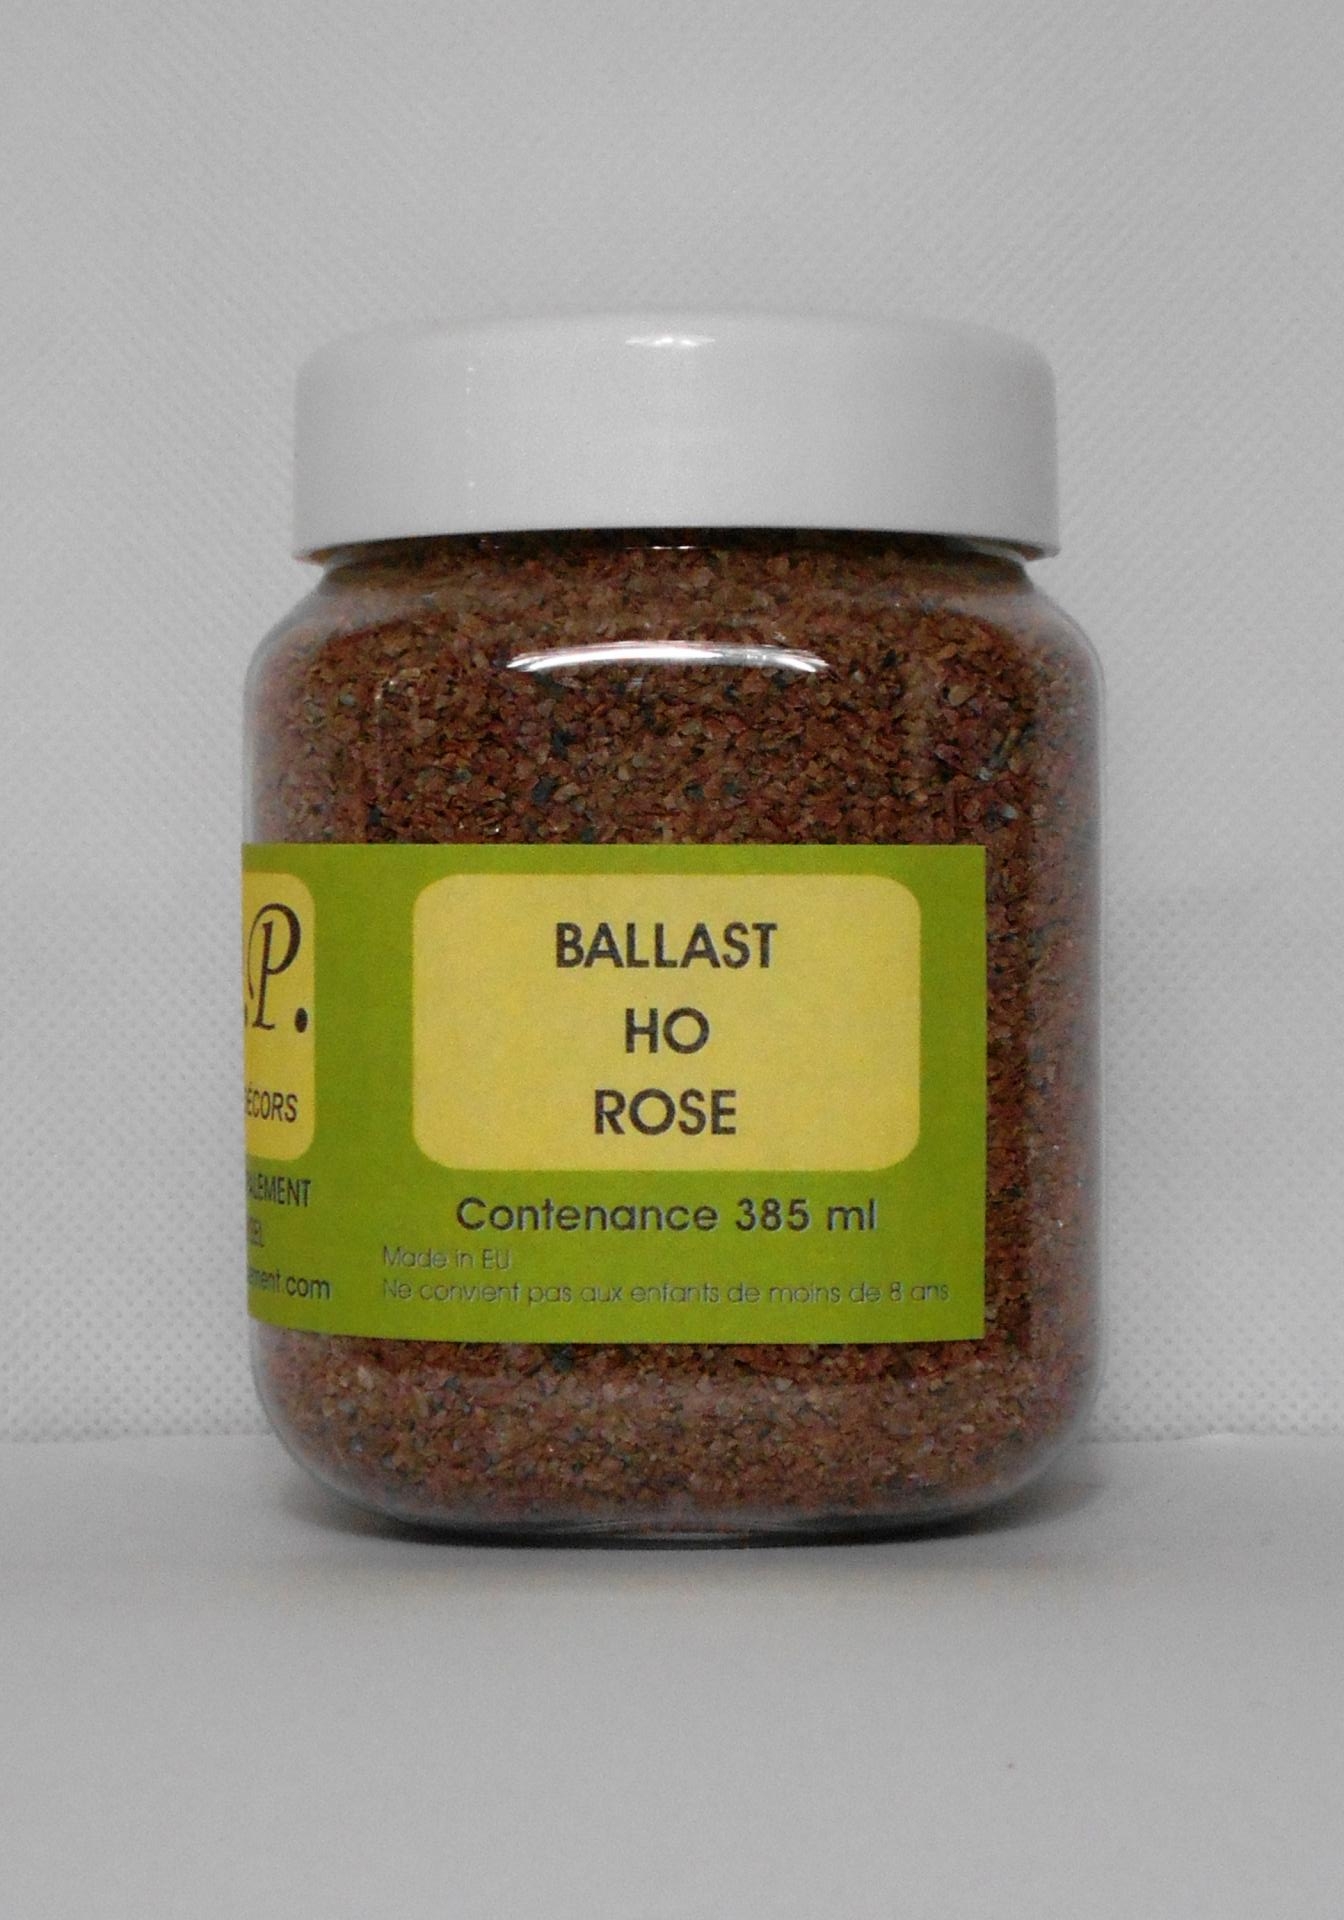 P.
DÉCORS
BALLAST
HO
ROSE
Contenance 385 ml
Made in EU
Ne convient pas aux enfants de moins de 8 ans